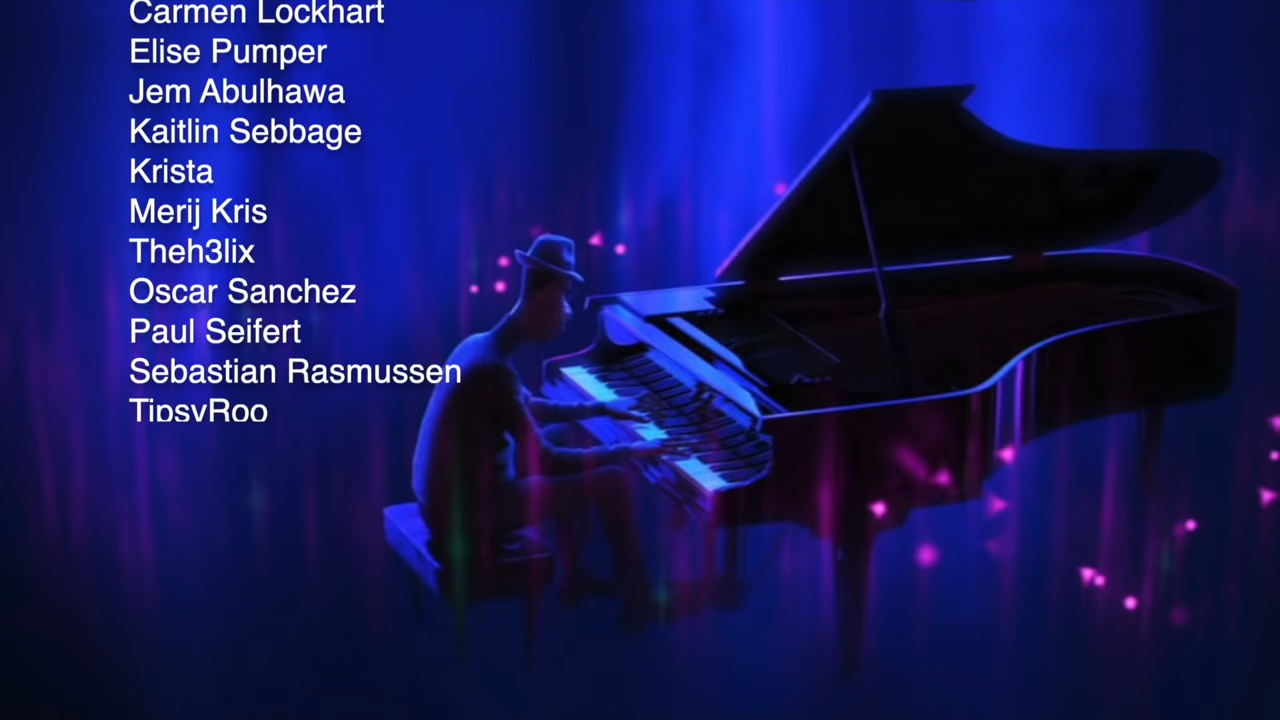 Carmen Lockhart
Elise Pumper
Jem Abulhawa
Kaitlin Sebbage
Krista
Merij Kris
Theh3lix
Oscar Sanchez
Paul Seifert
Sebastian Rasmussen
TipsyRoo